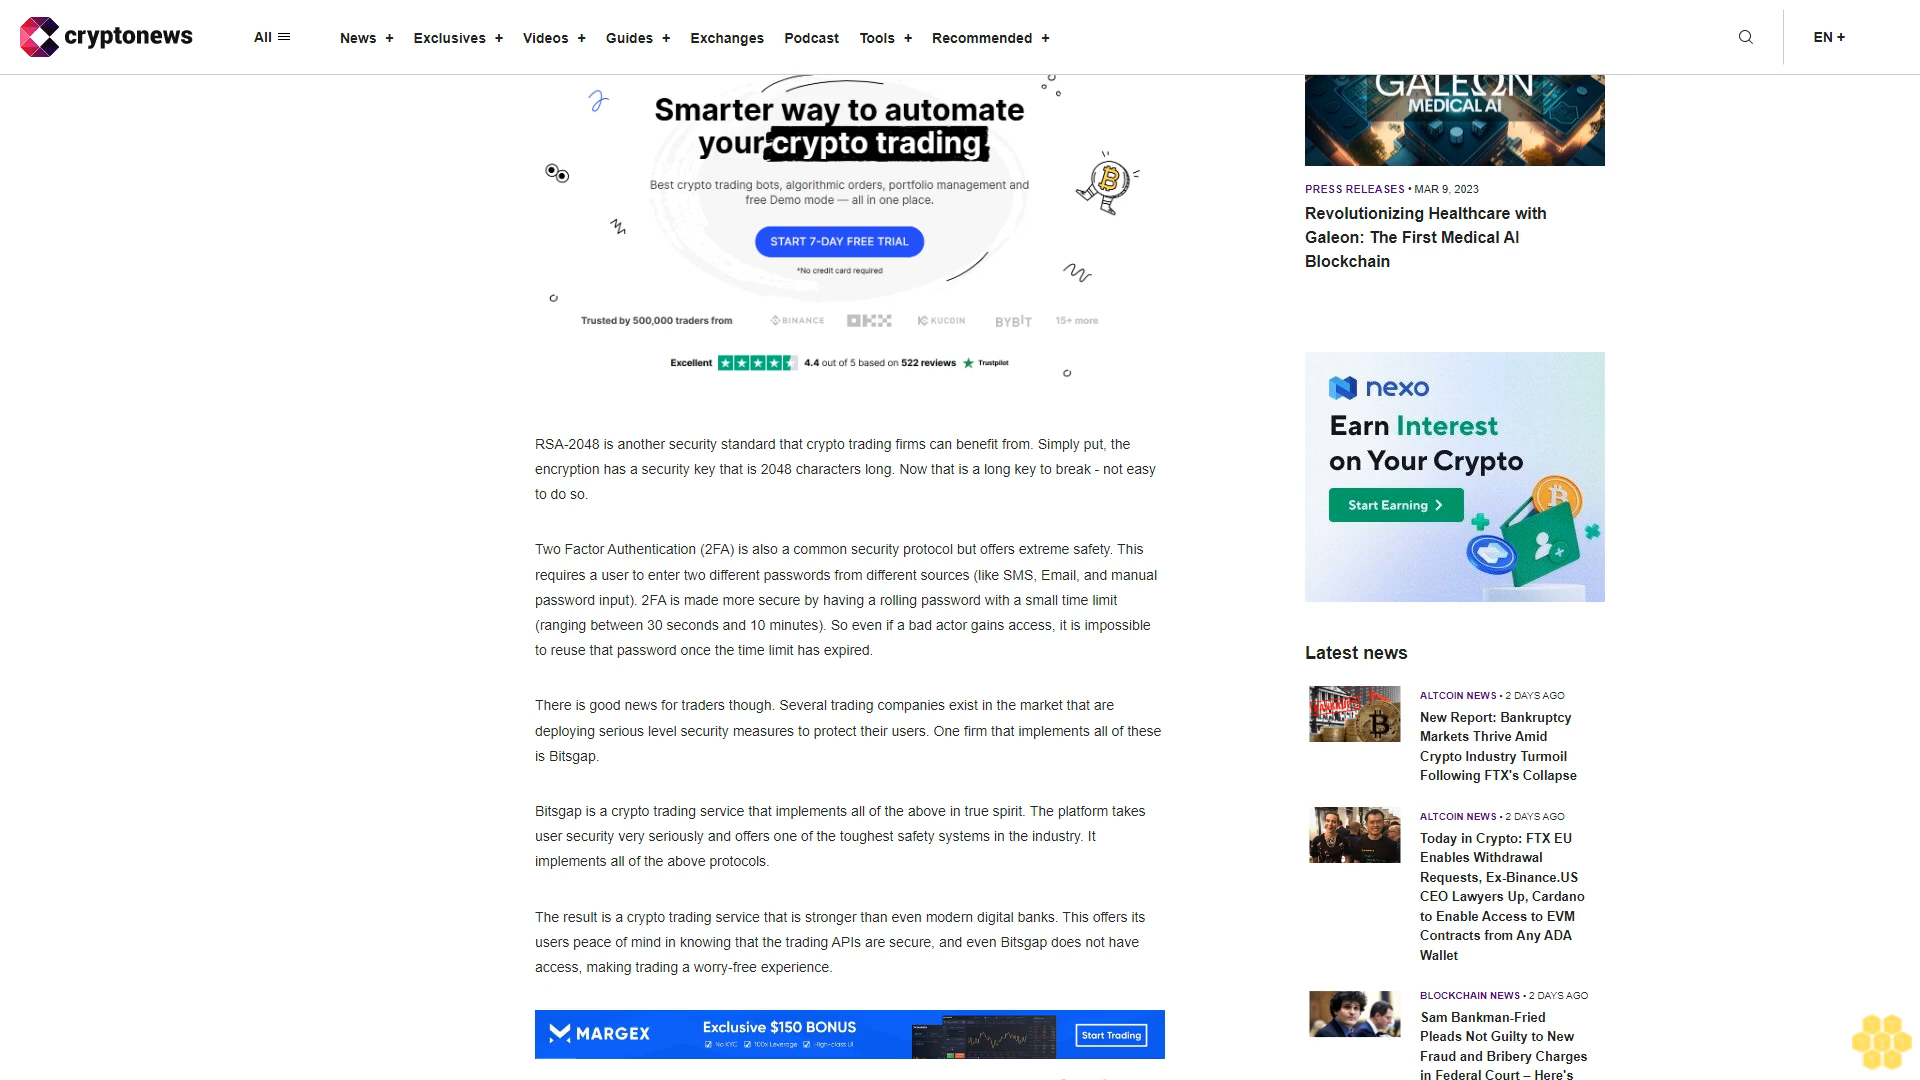 cryptonews
All
News +
Exclusives +
Videos +
Guides +
Exchanges
Podcast
Tools +
Recommended +
EN +
Smarter way to automate
your crypto trading
Best crypto trading bots, algorithmic orders, portfolio management and
free Demo mode — all in one place.
START 7-DAY FREE TRIAL
*No credit card required
Trusted by 500,000 traders from
BINANCE
OKX
KUCOIN
BYBIT
15+ more
Excellent
4.4 out of 5 based on 522 reviews
Trustpilot
RSA-2048 is another security standard that crypto trading firms can benefit from. Simply put, the
encryption has a security key that is 2048 characters long. Now that is a long key to break - not easy
to do so.
Two Factor Authentication (2FA) is also a common security protocol but offers extreme safety. This
requires a user to enter two different passwords from different sources (like SMS, Email, and manual
password input). 2FA is made more secure by having a rolling password with a small time limit
(ranging between 30 seconds and 10 minutes). So even if a bad actor gains access, it is impossible
to reuse that password once the time limit has expired.
There is good news for traders though. Several trading companies exist in the market that are
deploying serious level security measures to protect their users. One firm that implements all of these
is Bitsgap.
Bitsgap is a crypto trading service that implements all of the above in true spirit. The platform takes
user security very seriously and offers one of the toughest safety systems in the industry. It
implements all of the above protocols.
The result is a crypto trading service that is stronger than even modern digital banks. This offers its
users peace of mind in knowing that the trading APIs are secure, and even Bitsgap does not have
access, making trading a worry-free experience.
MARGEX
Exclusive $150 BONUS
No KYC
100x Leverage
High-class UI
Start Trading
GALEON
MEDICAL AI
PRESS RELEASES • MAR 9, 2023
Revolutionizing Healthcare with
Galeon: The First Medical AI
Blockchain
nexo
Earn Interest
on Your Crypto
Start Earning
Latest news
BANKRUPT
ALTCOIN NEWS • 2 DAYS AGO
New Report: Bankruptcy
Markets Thrive Amid
Crypto Industry Turmoil
Following FTX's Collapse
ALTCOIN NEWS • 2 DAYS AGO
Today in Crypto: FTX EU
Enables Withdrawal
Requests, Ex-Binance.US
CEO Lawyers Up, Cardano
to Enable Access to EVM
Contracts from Any ADA
Wallet
BLOCKCHAIN NEWS • 2 DAYS AGO
Sam Bankman-Fried
Pleads Not Guilty to New
Fraud and Bribery Charges
in Federal Court – Here's